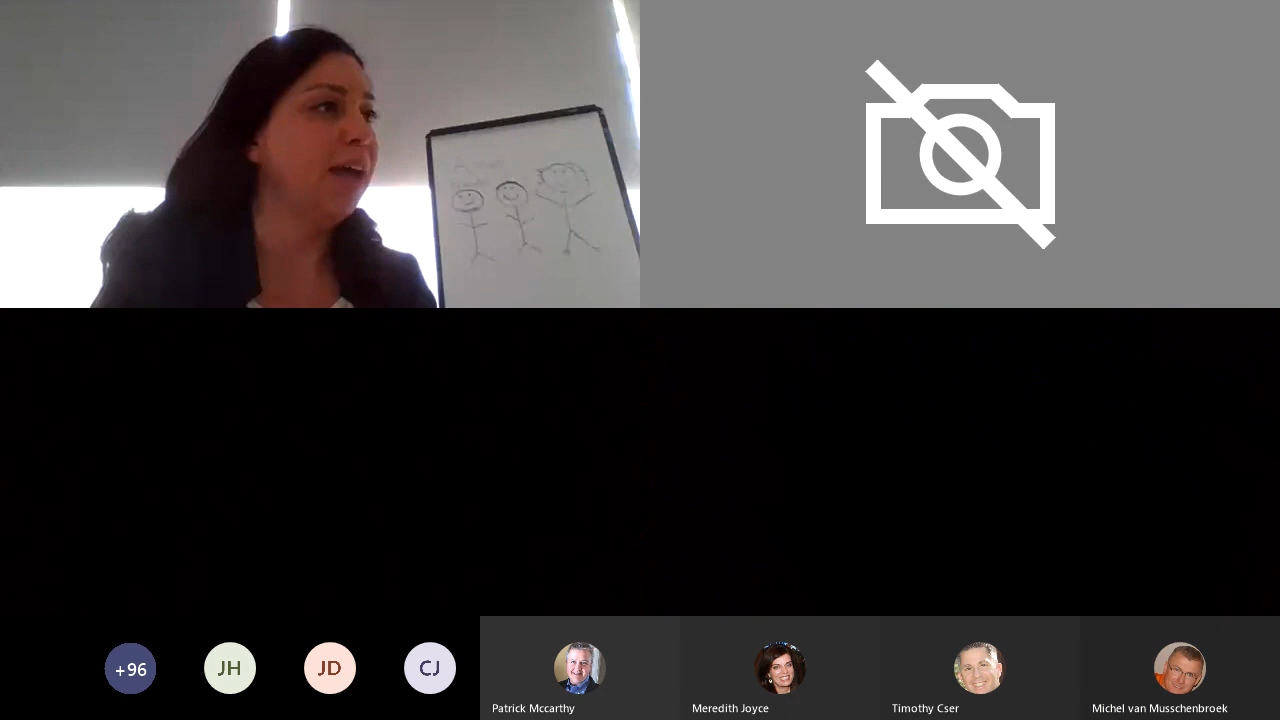 +96
JH
JD
CJ
Patrick Mccarthy
Meredith Joyce
Timothy Cser
Michel van Musschenbroek